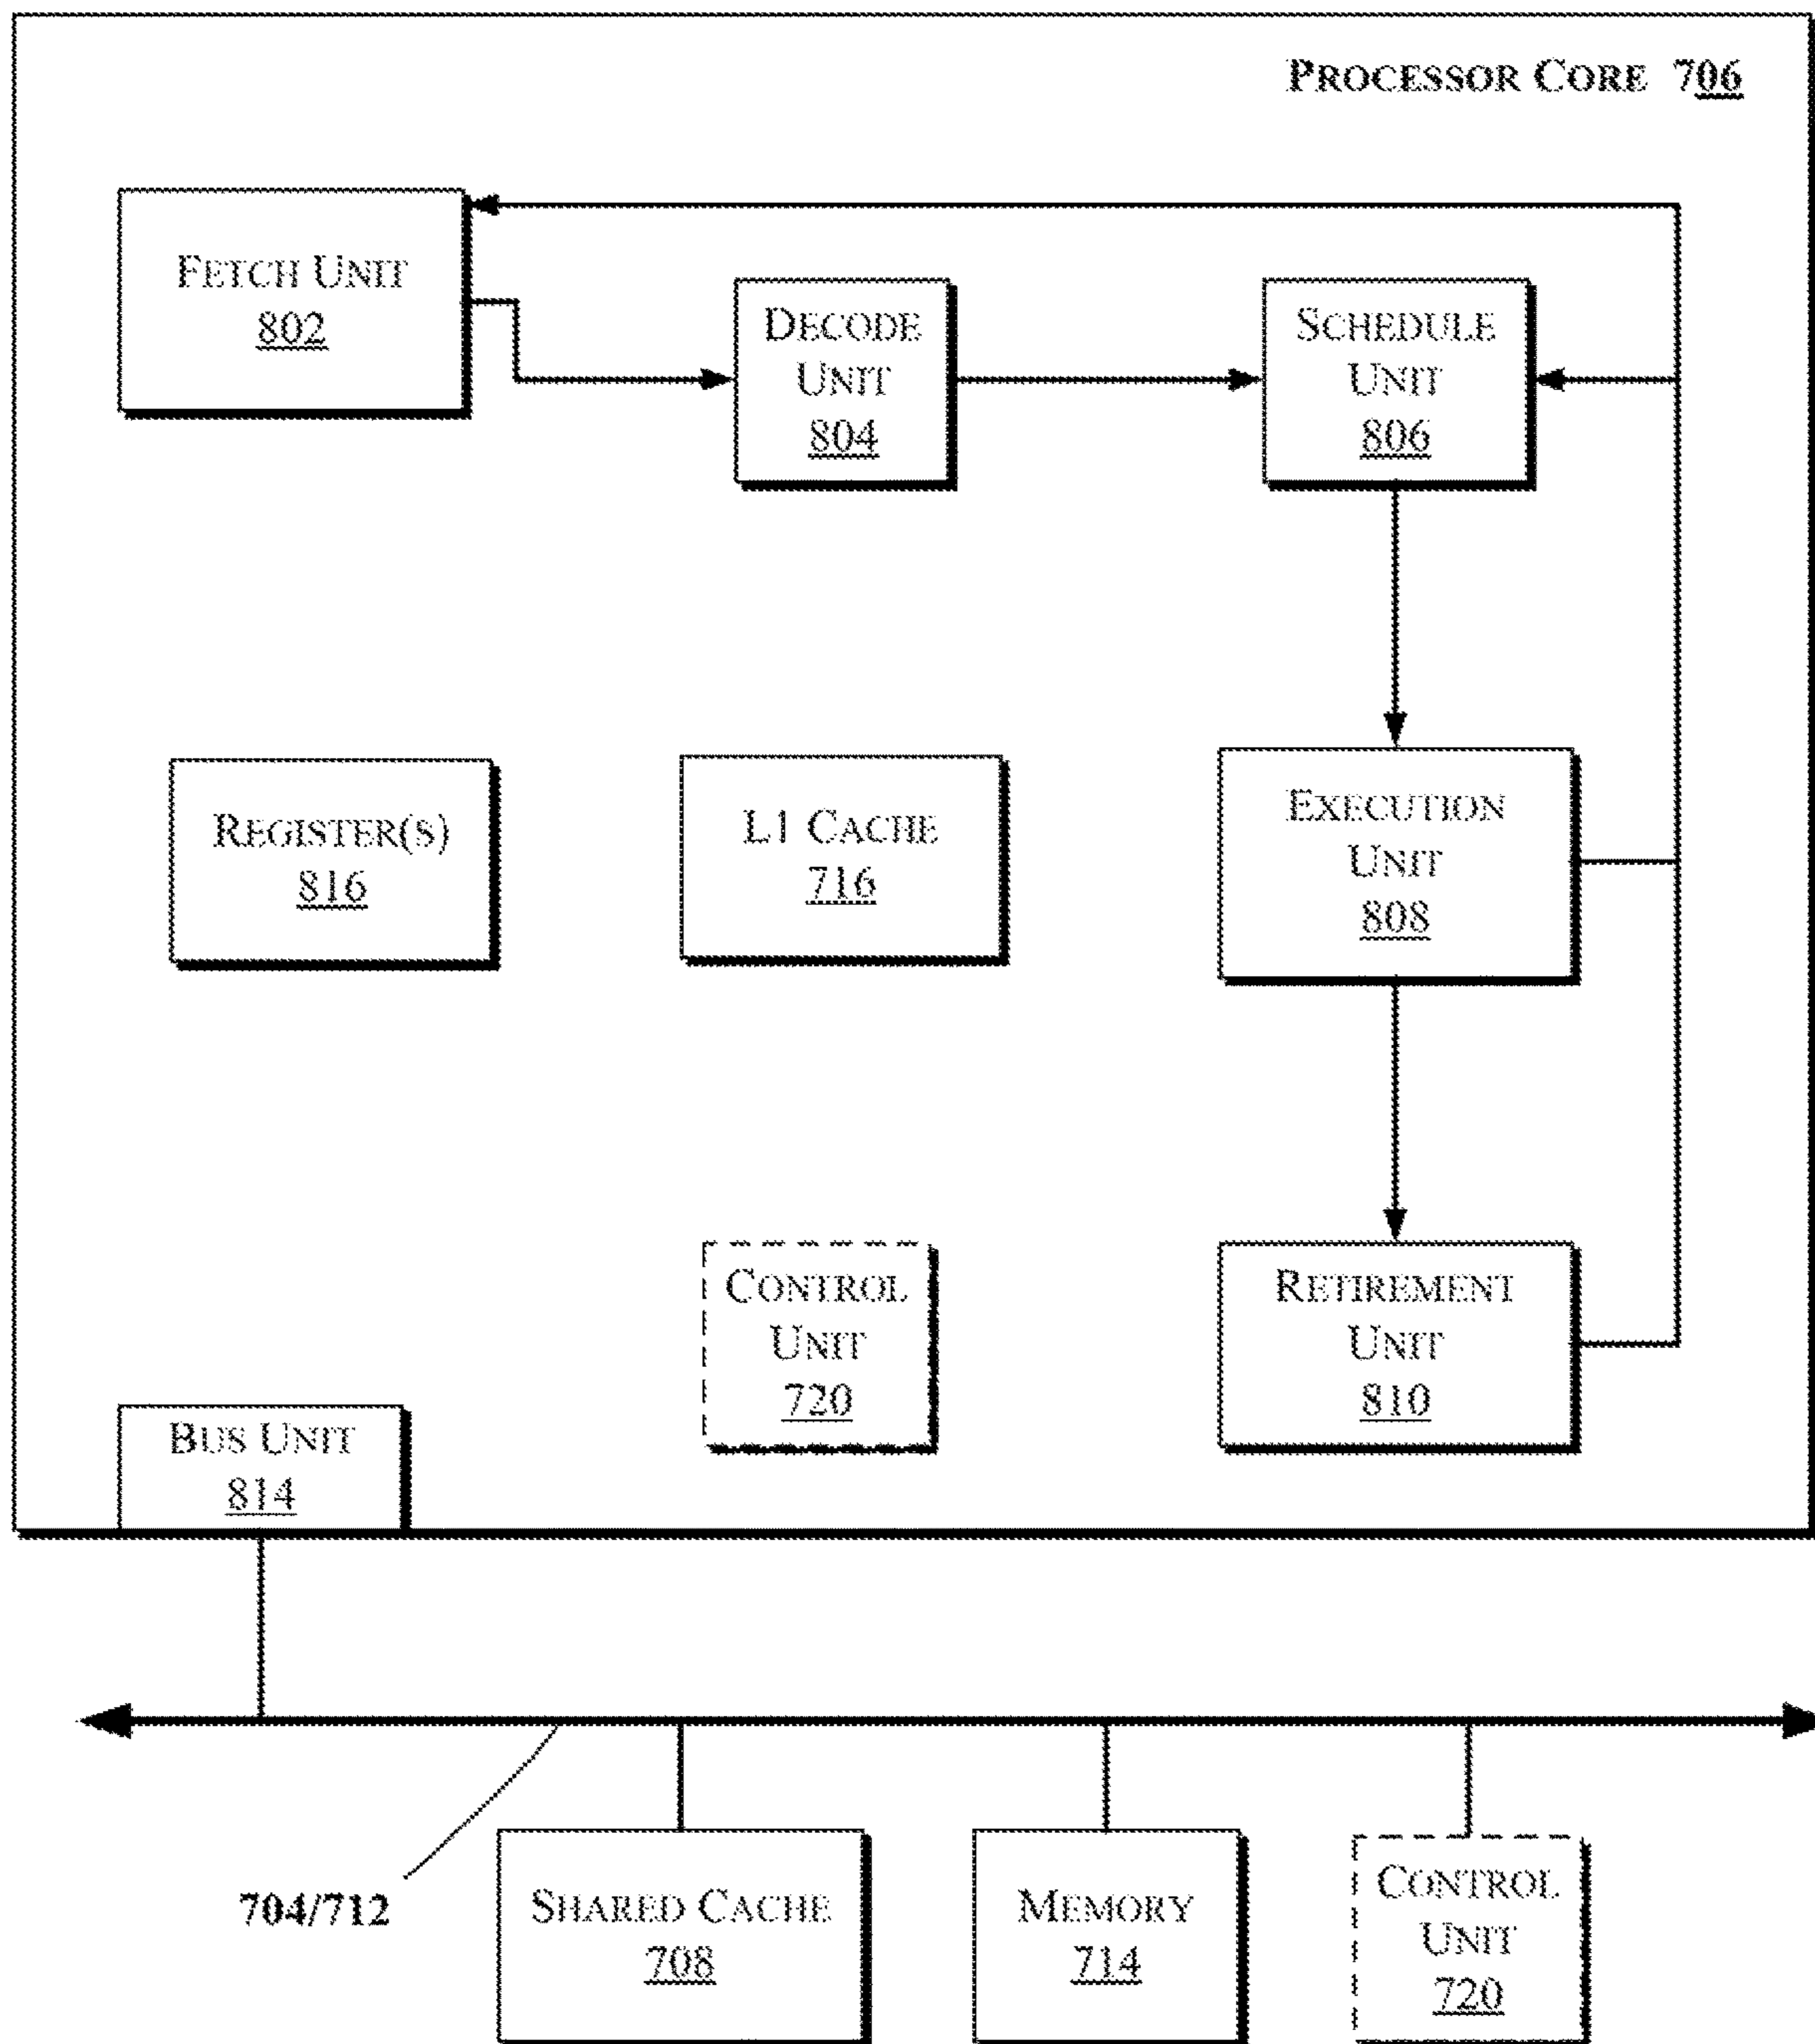 PROCESSOR CORE 706
FETCH UNIT
802
DECODE
UNIT
804
SCHEDULE
UNIT
806
REGISTER(S)
816
L1 CACHE
716
EXECUTION
UNIT
808
CONTROL
UNIT
720
RETIREMENT
UNIT
810
BUS UNIT
814
704/712
SHARED CACHE
708
MEMORY
714
CONTROL
UNIT
720